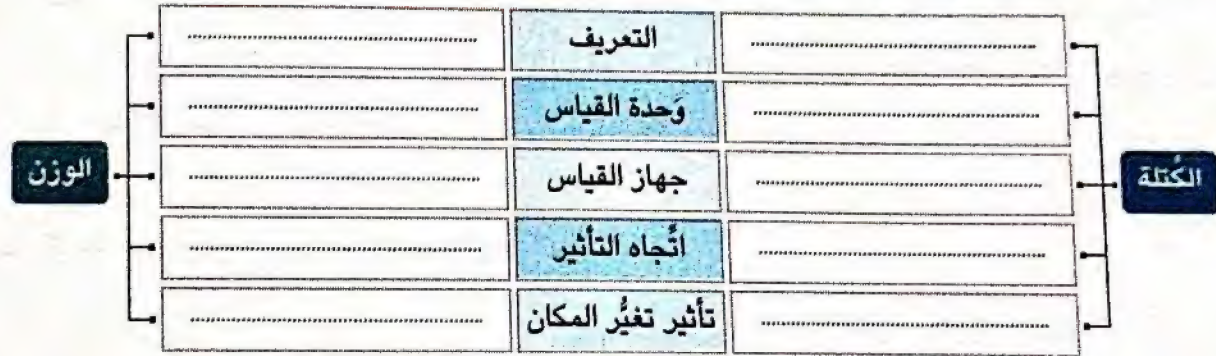 الكُتلة
التعريف
وَحدة القياس
جهاز القياس
اتِّجاه التأثير
تأثير تغيُّر المكان
الوزن